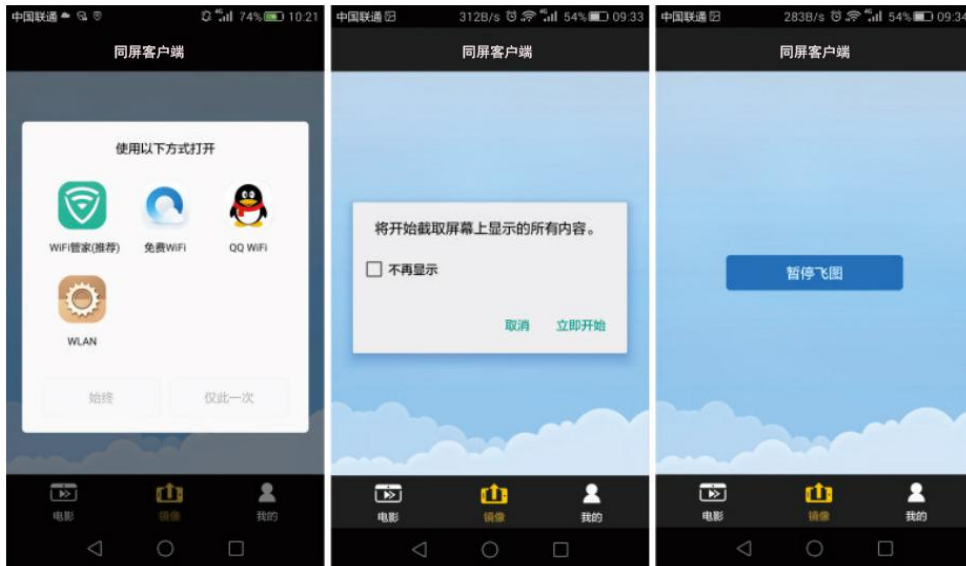 中国联通 74% 10:21
同屏客户端
使用以下方式打开
WiFi管家(推荐) 免费WiFi QQ WiFi
WLAN
始终 仅此一次
电影 镜像 我的
中国联通 312B/s 54% 09:33
同屏客户端
将开始截取屏幕上显示的所有内容。
不再显示
取消 立即开始
电影 镜像 我的
中国联通 283B/s 54% 09:34
同屏客户端
暂停飞图
电影 镜像 我的